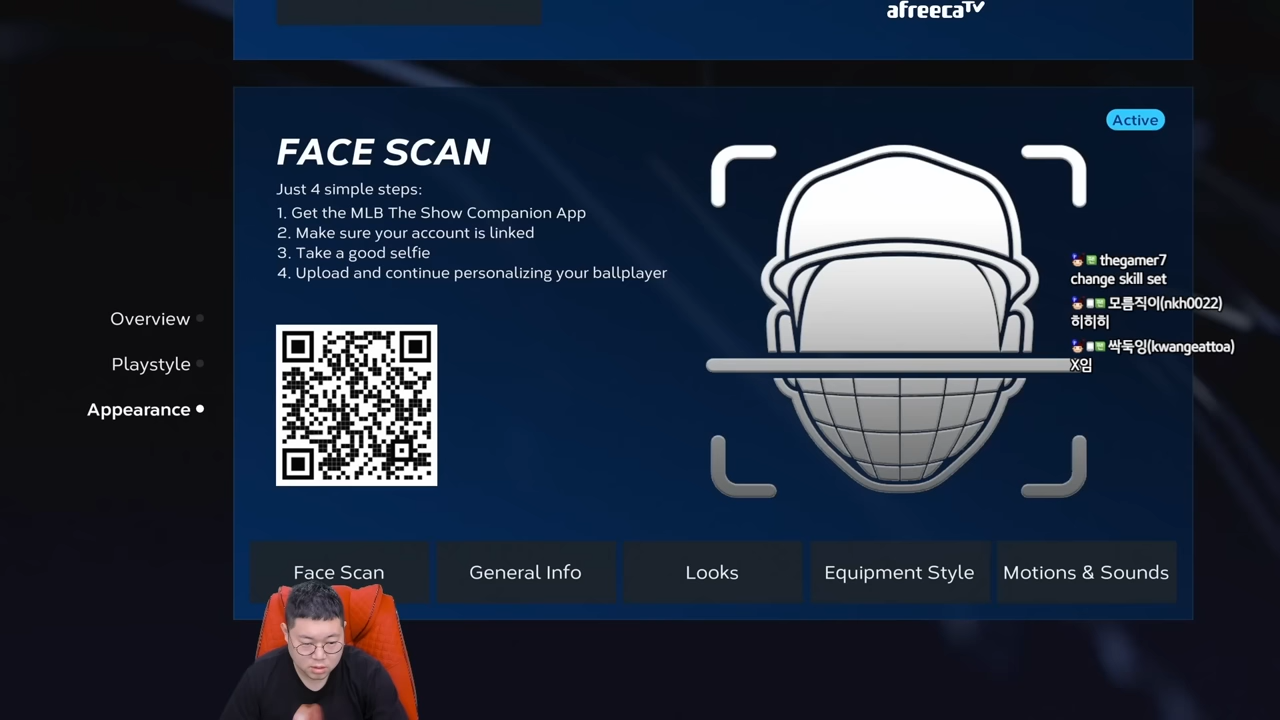 afreecaTV
Active
FACE SCAN
Just 4 simple steps:
1. Get the MLB The Show Companion App
2. Make sure your account is linked
3. Take a good selfie
4. Upload and continue personalizing your ballplayer
thegamer7
change skill set
모름직이(nkh0022)
히히히
싹둑잉(kwangeattoa)
X임
Overview
Playstyle
Appearance
Face Scan
General Info
Looks
Equipment Style
Motions & Sounds